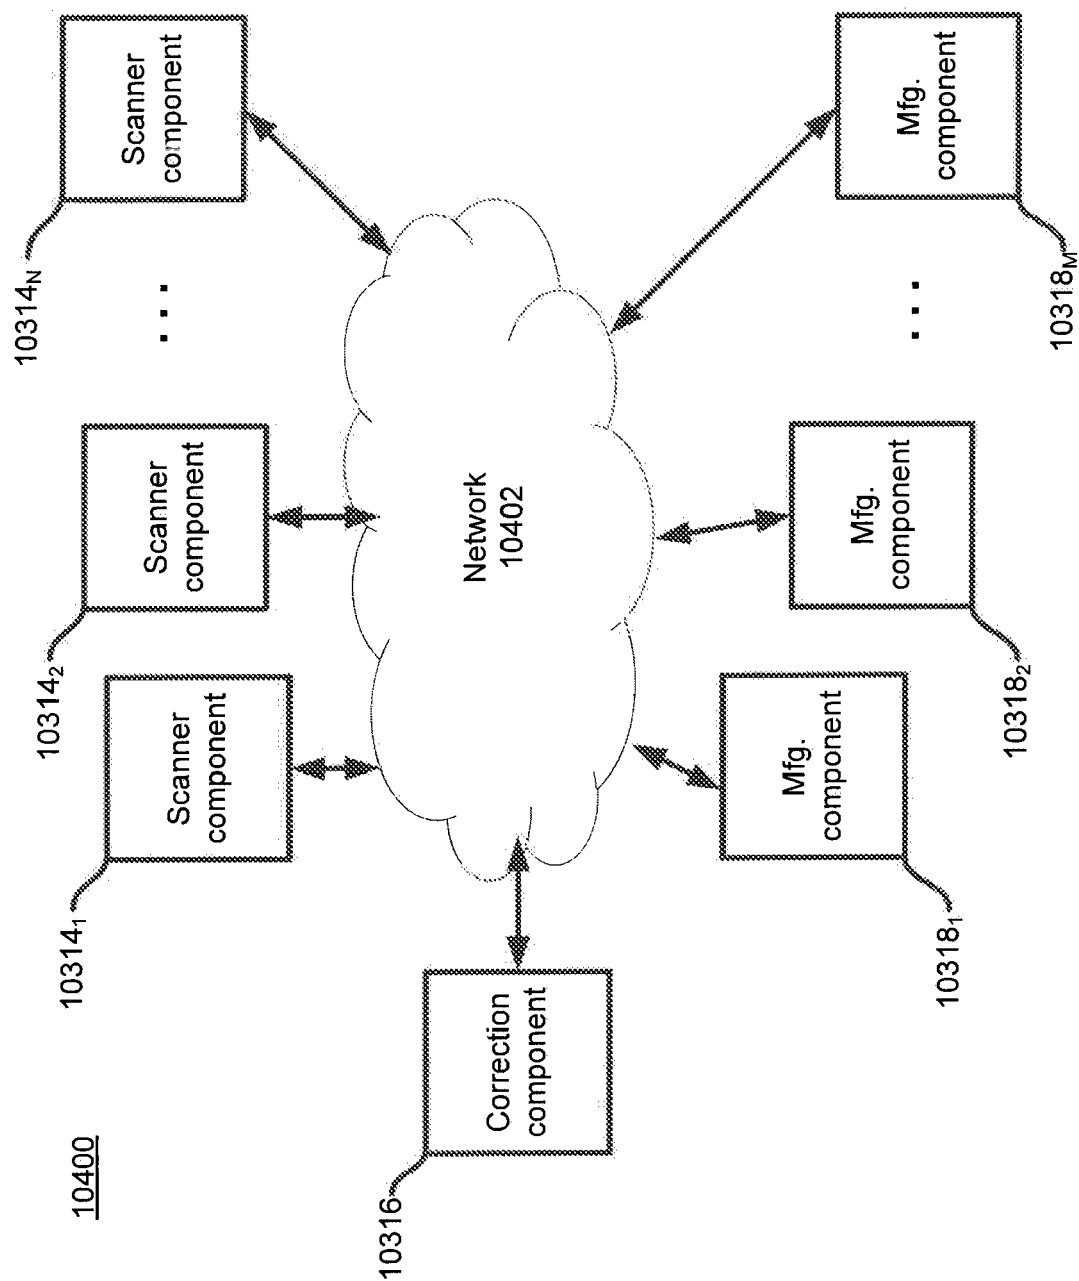 10400
10314₁
Scanner
component
10314₂
Scanner
component
10314N
Scanner
component
. . .
Correction
component
10316
Network
10402
10318₁
Mfg.
component
10318₂
Mfg.
component
10318M
Mfg.
component
. . .